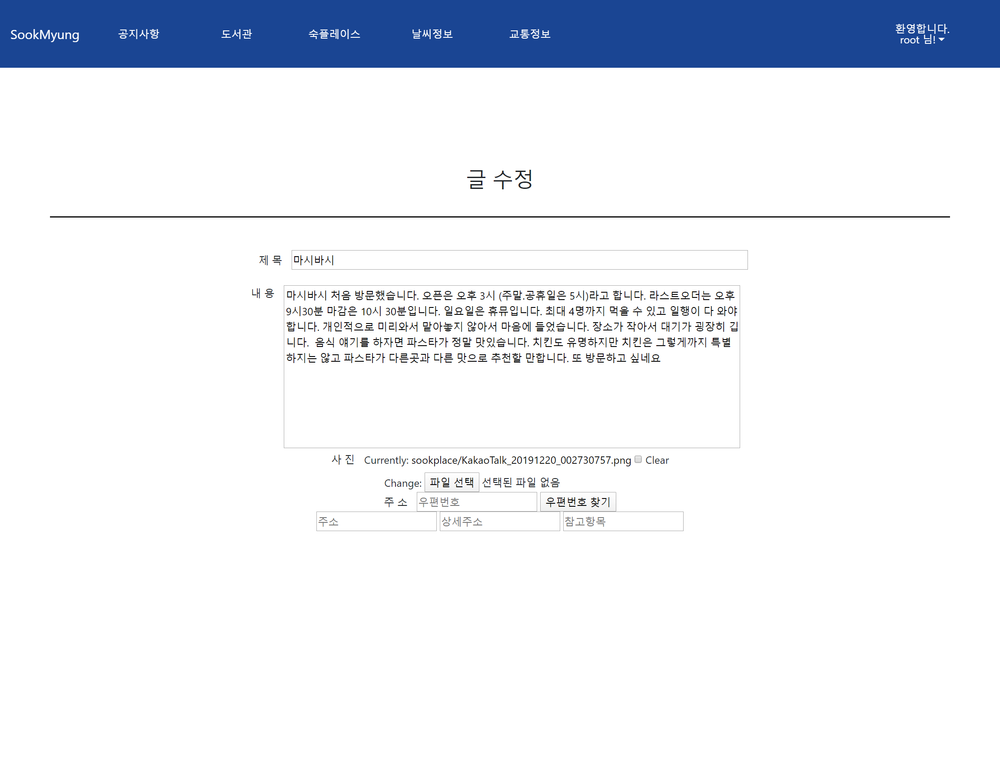 SookMyung 공지사항 도서관 숙플레이스 날씨정보 교통정보 환영합니다.
root 님!
글 수정
제 목 마시바시
내 용 마시바시 처음 방문했습니다. 오픈은 오후 3시 (주말.공휴일은 5시)라고 합니다. 라스트오더는 오후
9시30분 마감은 10시 30분입니다. 일요일은 휴뮤입니다. 최대 4명까지 먹을 수 있고 일행이 다 와야
합니다. 개인적으로 미리와서 맡아놓지 않아서 마음에 들었습니다. 장소가 작아서 대기가 굉장히 깁
니다.  음식 얘기를 하자면 파스타가 정말 맛있습니다. 치킨도 유명하지만 치킨은 그렇게까지 특별
하지는 않고 파스타가 다른곳과 다른 맛으로 추천할 만합니다. 또 방문하고 싶네요
사 진 Currently: sookplace/KakaoTalk_20191220_002730757.png Clear
Change: 파일 선택 선택된 파일 없음
주 소 우편번호 우편번호 찾기
주소 상세주소 참고항목